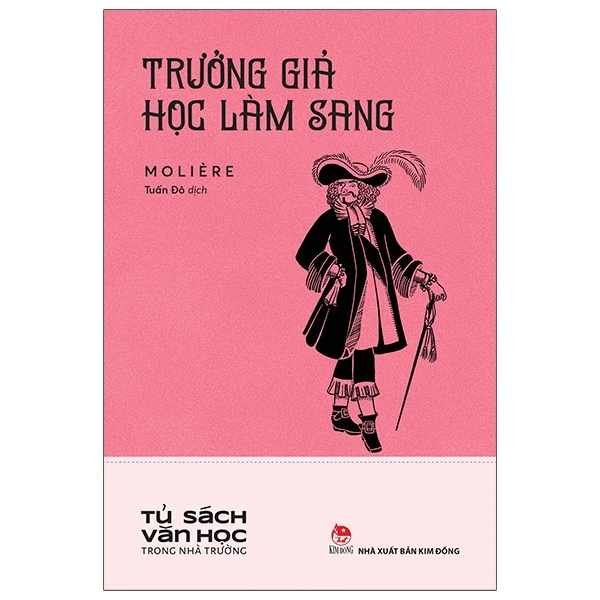 TRƯỞNG GIẢ
HỌC LÀM SANG
MOLIÈRE
Tuấn Đô dịch
TỦ SÁCH
VĂN HỌC
TRONG NHÀ TRƯỜNG
KIM ĐỒNG
NHÀ XUẤT BẢN KIM ĐỒNG